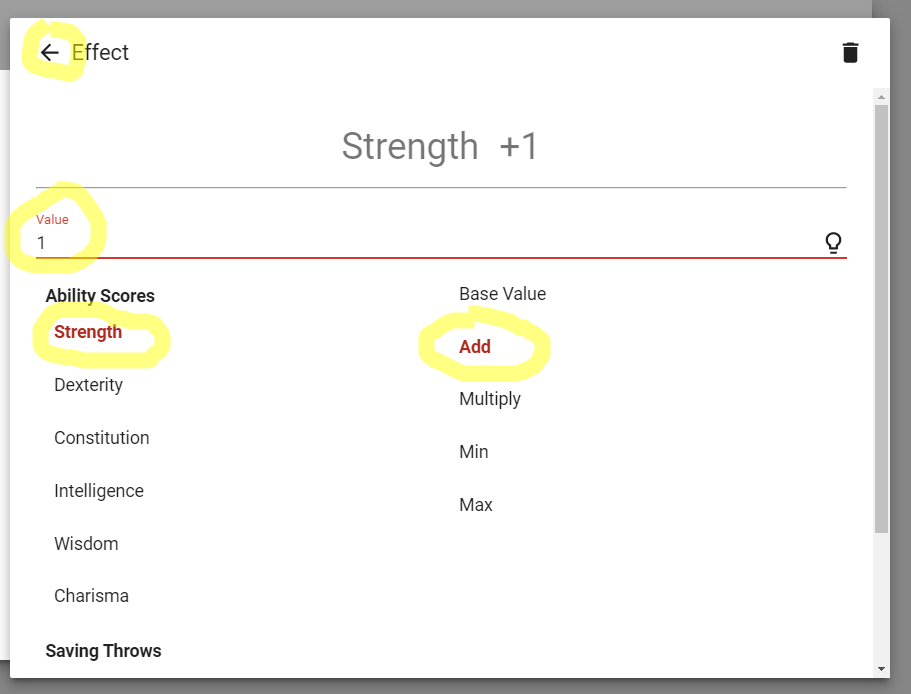 Effect
Strength +1
Value
1
Ability Scores
Strength
Dexterity
Constitution
Intelligence
Wisdom
Charisma
Saving Throws
Base Value
Add
Multiply
Min
Max